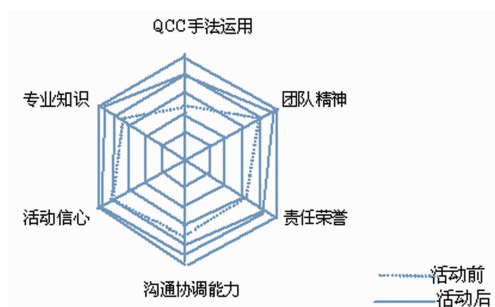 QCC手法运用
专业知识
团队精神
活动信心
责任荣誉
沟通协调能力
活动前
活动后